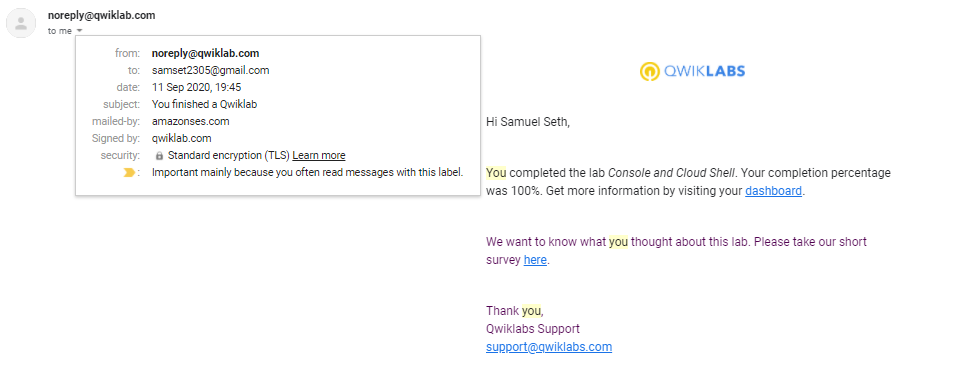 noreply@qwiklab.com
to me
from: noreply@qwiklab.com
to: samset2305@gmail.com
date: 11 Sep 2020, 19:45
subject: You finished a Qwiklab
mailed-by: amazonses.com
Signed by: qwiklab.com
security: Standard encryption (TLS) Learn more
: Important mainly because you often read messages with this label.
QWIKLABS
Hi Samuel Seth,
You completed the lab Console and Cloud Shell. Your completion percentage
was 100%. Get more information by visiting your dashboard.
We want to know what you thought about this lab. Please take our short
survey here.
Thank you,
Qwiklabs Support
support@qwiklabs.com